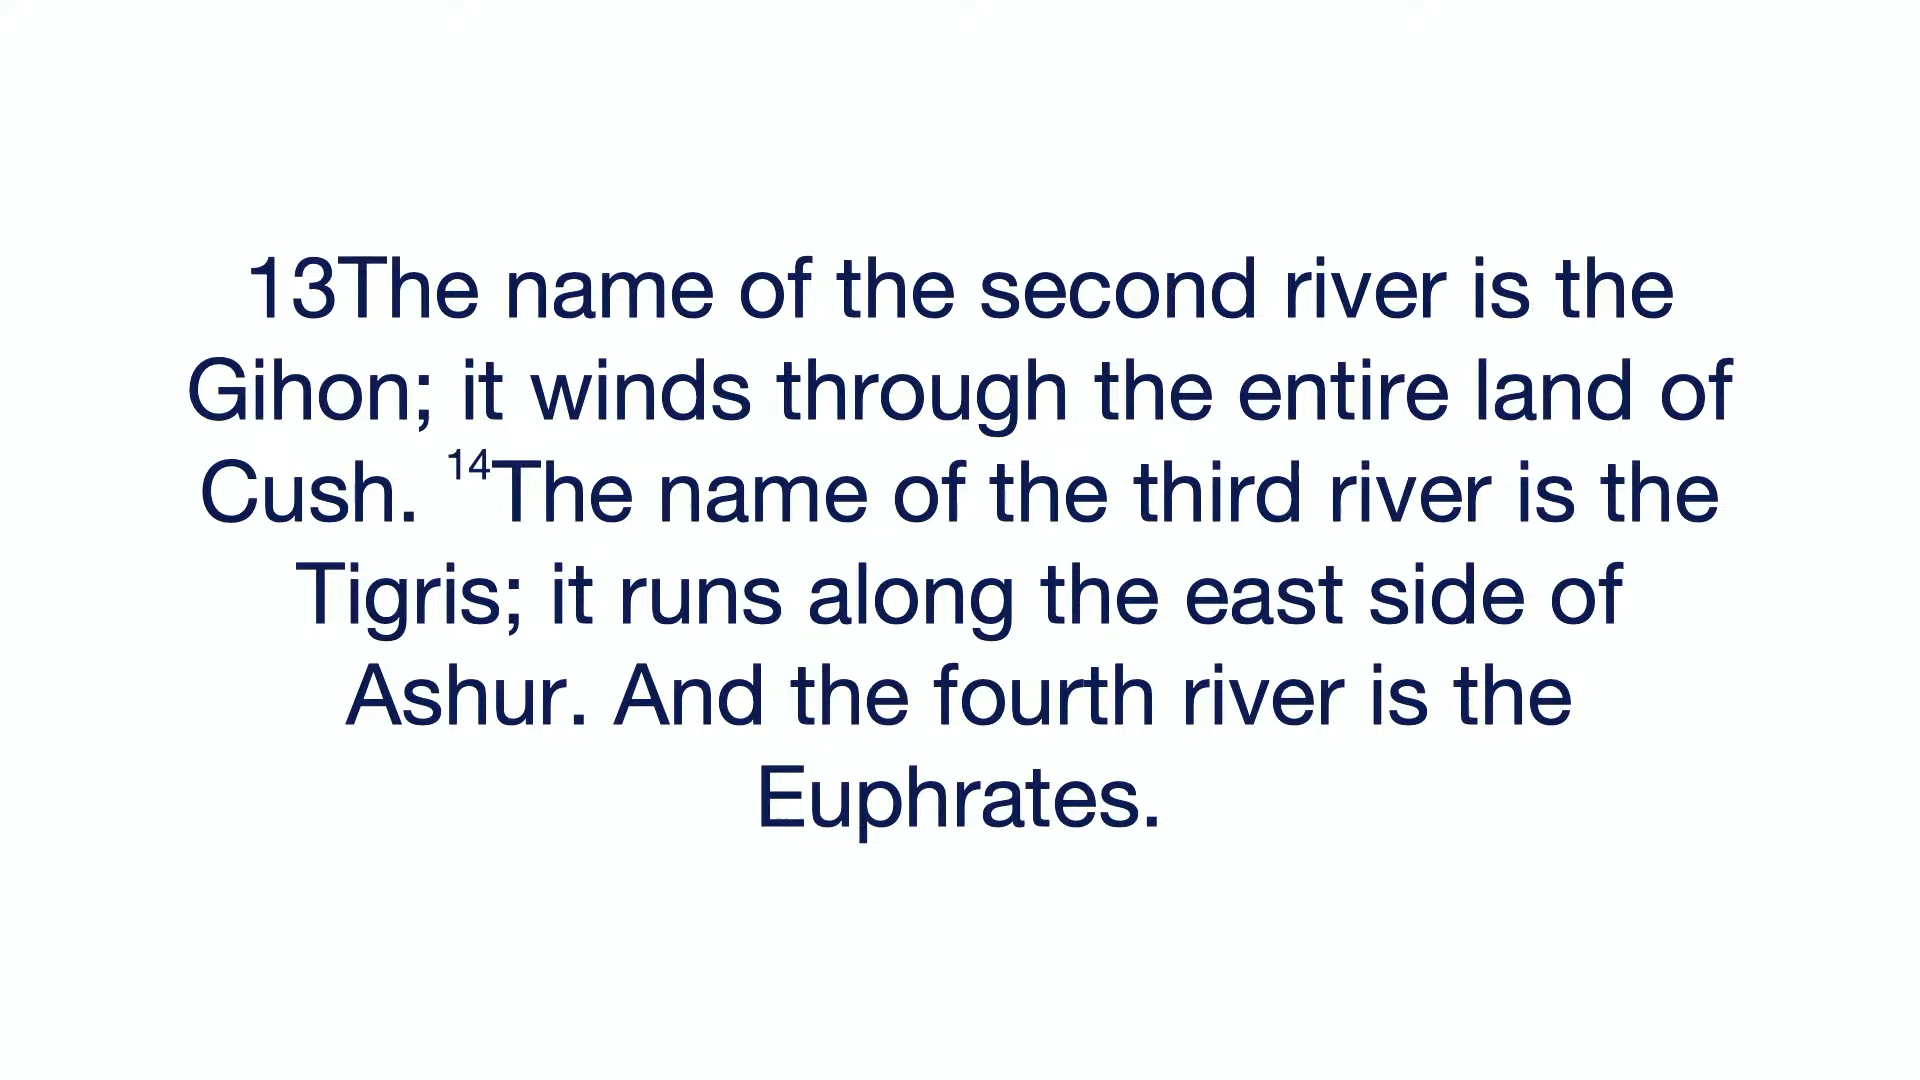 13The name of the second river is the
Gihon; it winds through the entire land of
Cush. 14The name of the third river is the
Tigris; it runs along the east side of
Ashur. And the fourth river is the
Euphrates.